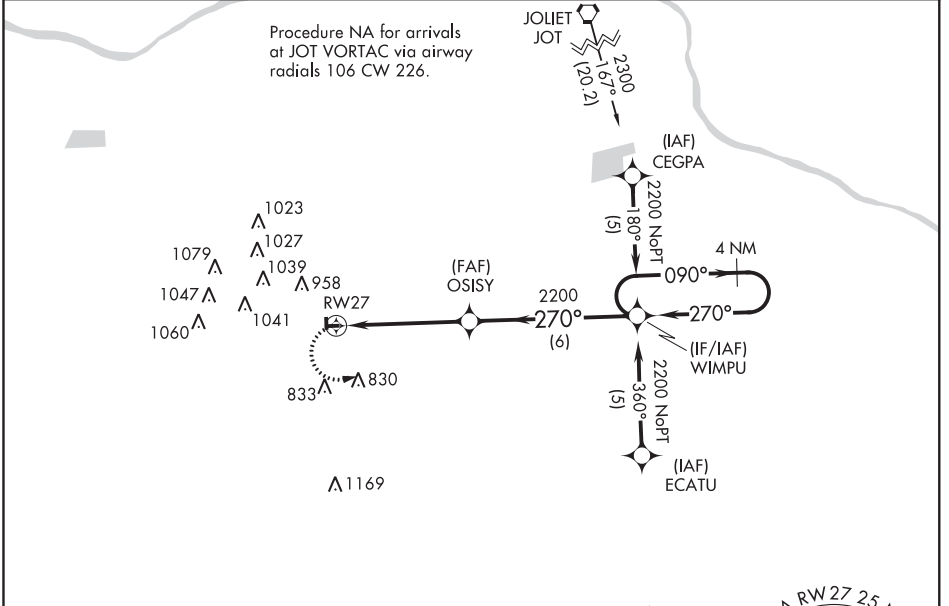 Procedure NA for arrivals
at JOT VORTAC via airway
radials 106 CW 226.
JOLIET
JOT
2300
167°
(20.2)
(IAF)
CEGPA
2200 NoPT
180°
(5)
4 NM
090°
270°
(IF/IAF)
WIMPU
2200 NoPT
360°
(5)
(IAF)
ECATU
(FAF)
OSISY
2200
270°
(6)
RW27
1023
1027
1079
1039
958
1047
1041
1060
833
830
1169
RW27 25